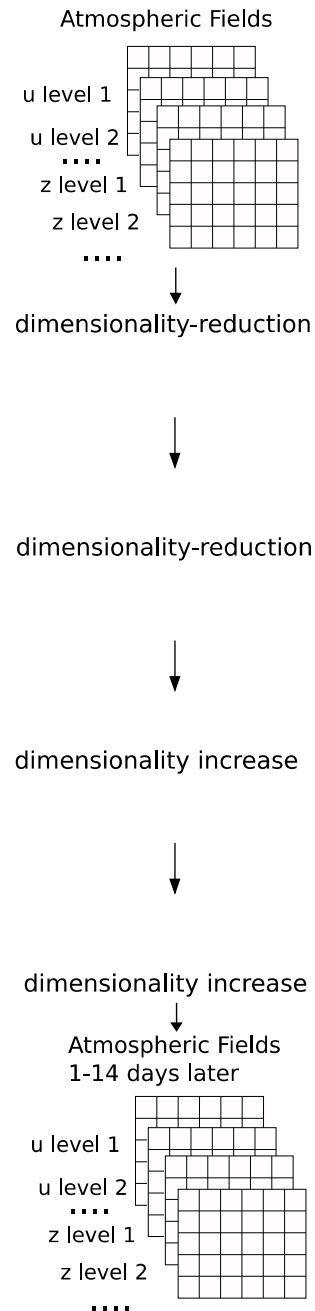 Atmospheric Fields
u level 1
u level 2
....
z level 1
z level 2
....
dimensionality-reduction
dimensionality-reduction
dimensionality increase
dimensionality increase
Atmospheric Fields
1-14 days later
u level 1
u level 2
....
z level 1
z level 2
....